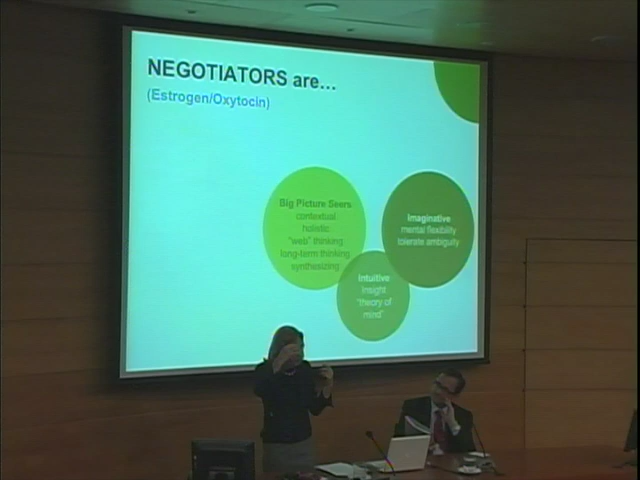 NEGOTIATORS are...
(Estrogen/Oxytocin)
Big Picture Seers
contextual
holistic
"web" thinking
long-term thinking
synthesizing
Imaginative
mental flexibility
tolerate ambiguity
Intuitive
Insight
"theory of
mind"